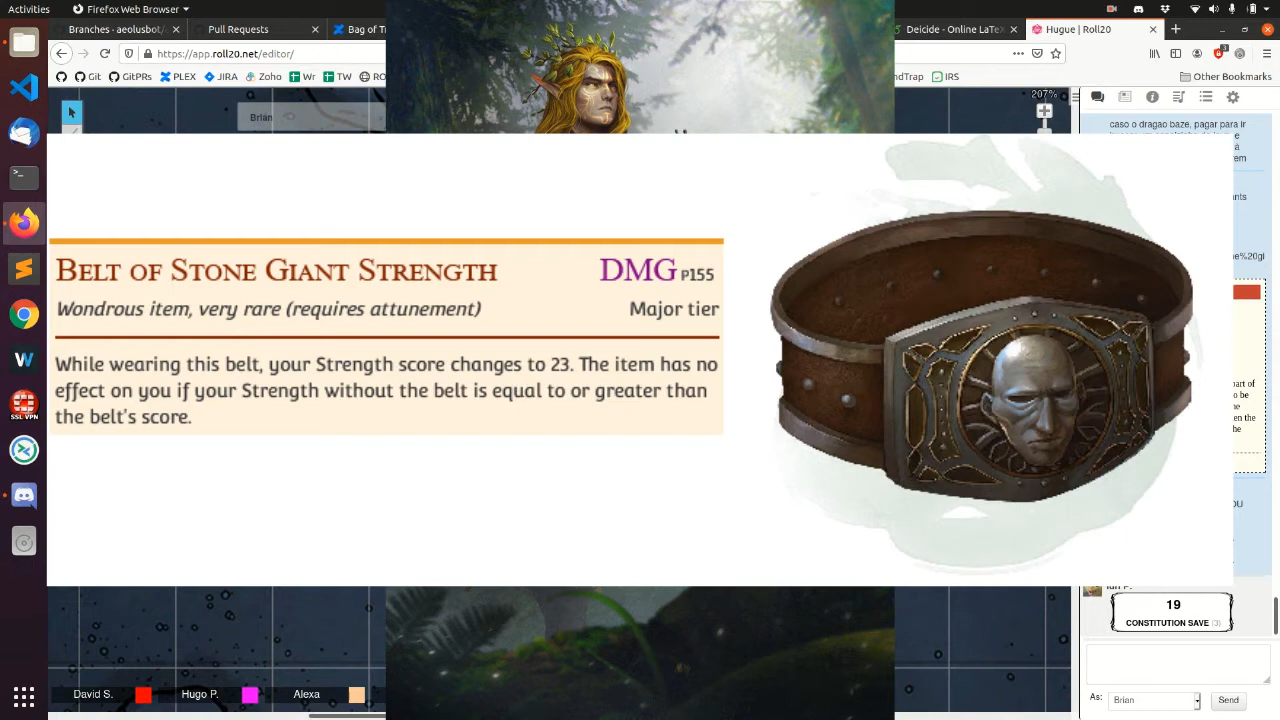 Activities
Firefox Web Browser
Branches - aeolusbot/
Pull Requests
Bag of T
Deicide - Online LaTeX
Hugue | Roll20
https://app.roll20.net/editor/
Git
GitPRs
PLEX
JIRA
Zoho
Wr
TW
IRS
Other Bookmarks
Brian
207%
caso o dragao baze, pagar para ir
BELT OF STONE GIANT STRENGTH
DMG P155
Wondrous item, very rare (requires attunement)
Major tier
While wearing this belt, your Strength score changes to 23. The item has no
effect on you if your Strength without the belt is equal to or greater than
the belt's score.
SSL VPN
19
CONSTITUTION SAVE (3)
David S.
Hugo P.
Alexa
As:
Brian
Send